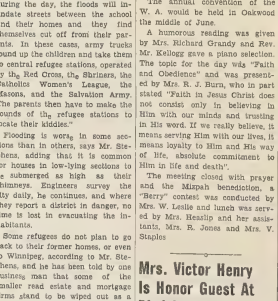 uring the day, the floods will in-
ndate streets between the school
nd their homes and they find
hemselves cut off from their par-
nts. In these cases, army trucks
ound up the children and take them
o central refugee stations, operated
y the Red Cross, the Shriners, the
atholic Women's League, the
asons, and the Salvation Army.
he parents then have to make the
ounds of the refugee stations to
ocate their kiddies."
Flooding is worse in some sec-
ions than in others, says Mr. Ste-
hens, adding that it is common
or houses in low-lying sections to
e submerged as high as their
himneys. Engineers survey the
ity daily, he continues, and where
hey report a district in danger, no
ime is lost in evacuating the in-
abitants.
Some refugees do not plan to go
ack to their former homes, or even
o Winnipeg, according to Mr. Ste-
hens, and he has been told by one
usiness man that some of the
maller read estate and mortgage
irms stand to be wiped out as a
The annual convention of the
W. A. would be held in Oakwood
the middle of June.
A humorous reading was given
by Mrs. Richard Grandy and Rev.
Mr. Kellogg gave a piano selection.
The topic for the day was "Faith
and Obedience" and was present-
ed by Mrs. R. J. Burn, who in part
stated "Faith in Jesus Christ does
not consist only in believing in
Him with our minds and trusting
in His word. If we really believe, it
means serving Him with our lives, it
means loyalty to Him and His way
of life, absolute commitment to
Him in life and death".
The meeting closed with prayer
and the Mizpah benediction, a
"Berry" contest was conducted by
Mrs. W. Leslie and lunch was serv-
ed by Mrs. Heaslip and her assis-
tants, Mrs. R. Jones and Mrs. V.
Staples
Mrs. Victor Henry
Is Honor Guest At